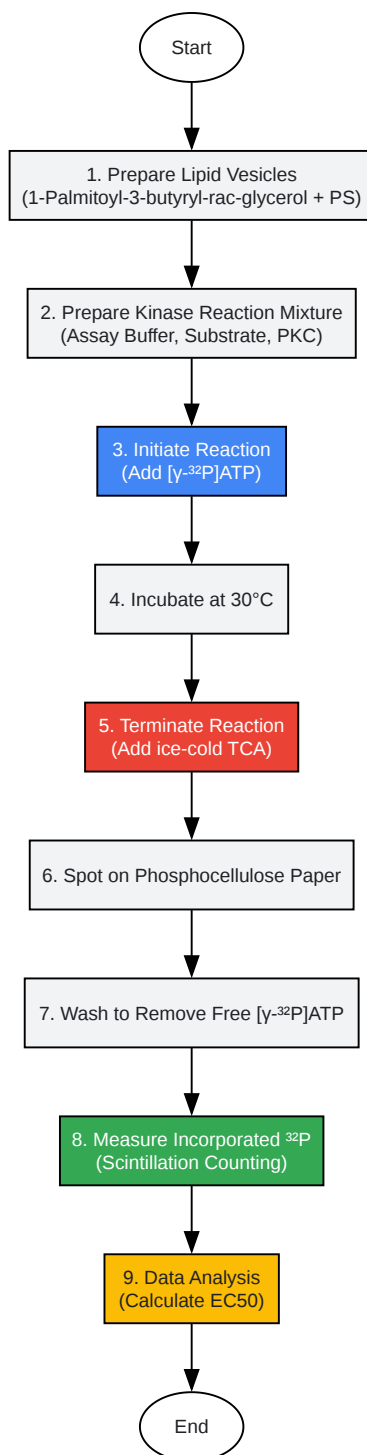 Start
1. Prepare Lipid Vesicles
(1-Palmitoyl-3-butyryl-rac-glycerol + PS)
2. Prepare Kinase Reaction Mixture
(Assay Buffer, Substrate, PKC)
3. Initiate Reaction
(Add [γ-³²P]ATP)
4. Incubate at 30°C
5. Terminate Reaction
(Add ice-cold TCA)
6. Spot on Phosphocellulose Paper
7. Wash to Remove Free [γ-³²P]ATP
8. Measure Incorporated ³²P
(Scintillation Counting)
9. Data Analysis
(Calculate EC50)
End